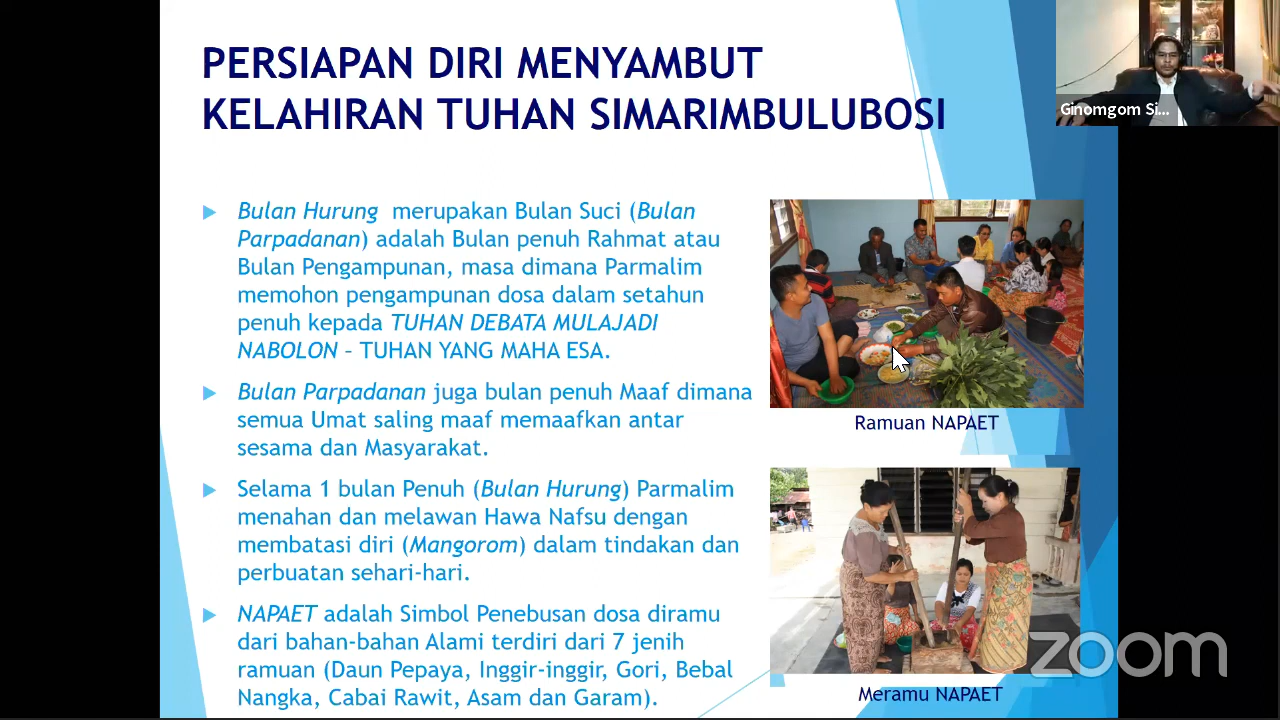 PERSIAPAN DIRI MENYAMBUT
KELAHIRAN TUHAN SIMARIMBULUBOSI
Bulan Hurung merupakan Bulan Suci (Bulan
Parpadanan) adalah Bulan penuh Rahmat atau
Bulan Pengampunan, masa dimana Parmalim
memohon pengampunan dosa dalam setahun
penuh kepada TUHAN DEBATA MULAJADI
NABOLON – TUHAN YANG MAHA ESA.
Bulan Parpadanan juga bulan penuh Maaf dimana
semua Umat saling maaf memaafkan antar
sesama dan Masyarakat.
Selama 1 bulan Penuh (Bulan Hurung) Parmalim
menahan dan melawan Hawa Nafsu dengan
membatasi diri (Mangorom) dalam tindakan dan
perbuatan sehari-hari.
NAPAET adalah Simbol Penebusan dosa diramu
dari bahan-bahan Alami terdiri dari 7 jenih
ramuan (Daun Pepaya, Inggir-inggir, Gori, Bebal
Nangka, Cabai Rawit, Asam dan Garam).
Ramuan NAPAET
Meramu NAPAET
Ginomgom Si...
zoom